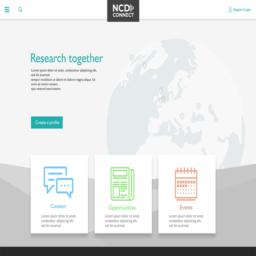 NCD
CONNECT
Register/Login
Research together
Lorem ipsum dolor sit amet, consectetur adipiscing elit,
sed do eiusmod
tempor incididunt ut labore et dolore magna aliqua. Ut
enim ad minim veniam,
quis nostrud exercitation.
Create a profile
Connect
Lorem ipsum dolor sit amet,
consectetur adipiscing elit,
sed do eiusmod
Opportunities
Lorem ipsum dolor sit amet,
consectetur adipiscing elit,
sed do eiusmod
Events
Lorem ipsum dolor sit amet,
consectetur adipiscing elit,
sed do eiusmod